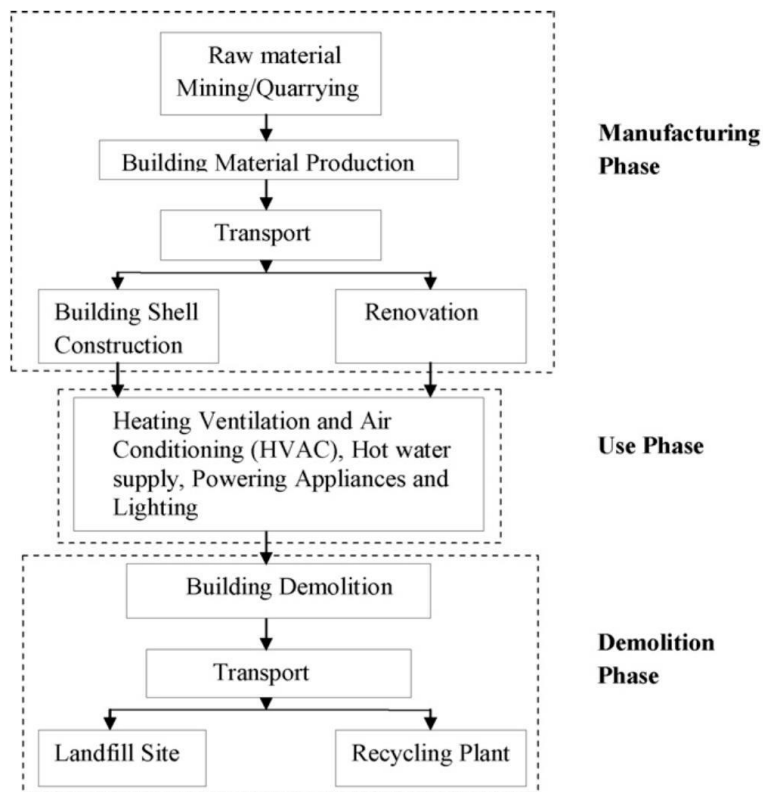 Raw material
Mining/Quarrying
Manufacturing
Phase
Building Material Production
Transport
Building Shell
Construction
Renovation
Heating Ventilation and Air
Conditioning (HVAC), Hot water
supply, Powering Appliances and
Lighting
Use Phase
Building Demolition
Demolition
Phase
Transport
Landfill Site
Recycling Plant